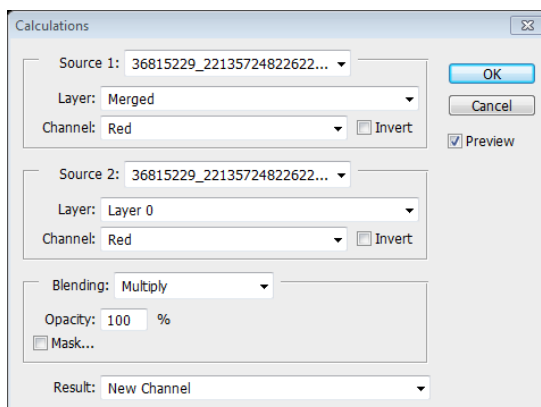 Calculations
Source 1: 36815229_22135724822622...
OK
Layer: Merged
Cancel
Channel: Red Invert
Preview
Source 2: 36815229_22135724822622...
Layer: Layer 0
Channel: Red Invert
Blending: Multiply
Opacity: 100 %
Mask...
Result: New Channel